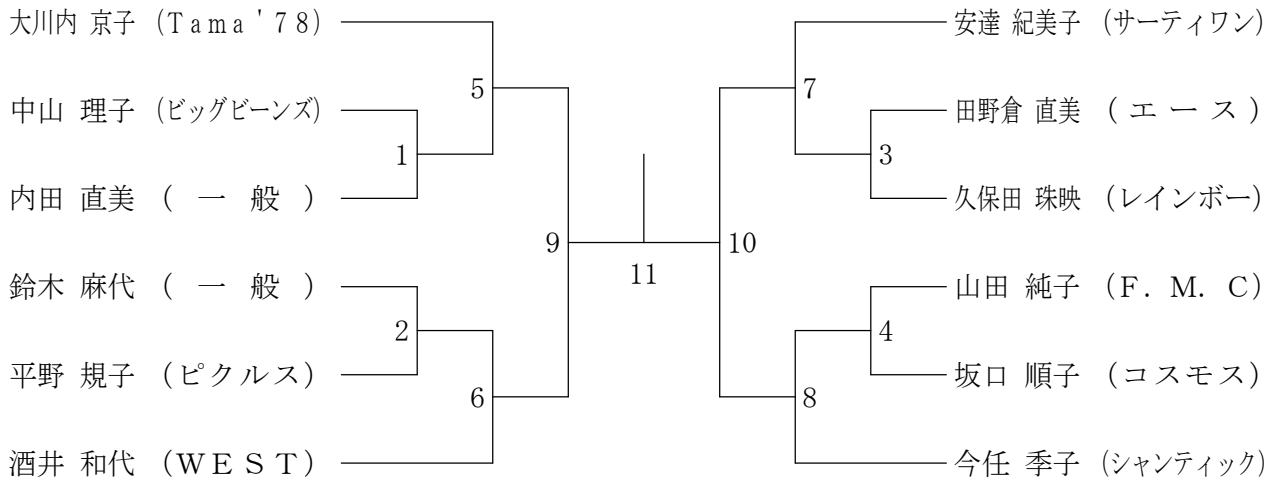 大川内 京子 (Tama'78)
中山 理子 (ビッグビーンズ)
内田 直美 (一般)
鈴木 麻代 (一般)
平野 規子 (ピクルス)
酒井 和代 (WEST)
1
2
5
6
9
11
10
7
8
3
4
安達 紀美子 (サーティワン)
田野倉 直美 (エース)
久保田 珠映 (レインボー)
山田 純子 (F. M. C)
坂口 順子 (コスモス)
今任 季子 (シャンティック)